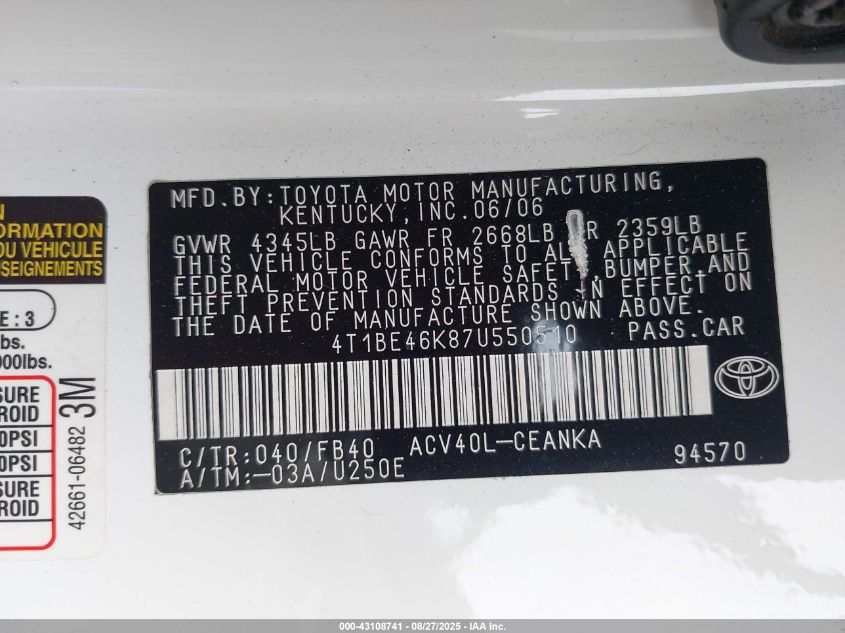 N
ORMATION
DU VÉHICULE
NSEIGNEMENTS
E : 3
bs.
000lbs.
SURE
ROID
0PSI
0PSI
SURE
ROID
42661-06482 3M
MFD.BY:TOYOTA MOTOR MANUFACTURING,
KENTUCKY,INC.06/06
GVWR 4345LB GAWR FR 2668LB RR 2359LB
THIS VEHICLE CONFORMS TO ALL APPLICABLE
FEDERAL MOTOR VEHICLE SAFETY,BUMPER,AND
THEFT PREVENTION STANDARDS IN EFFECT ON
THE DATE OF MANUFACTURE SHOWN ABOVE.
4T1BE46K87U550510 PASS.CAR
C/TR:040/FB40 ACV40L-CEANKA
A/TM:-03A/U250E 94570
000-43108741 - 08/27/2025 - IAA Inc.